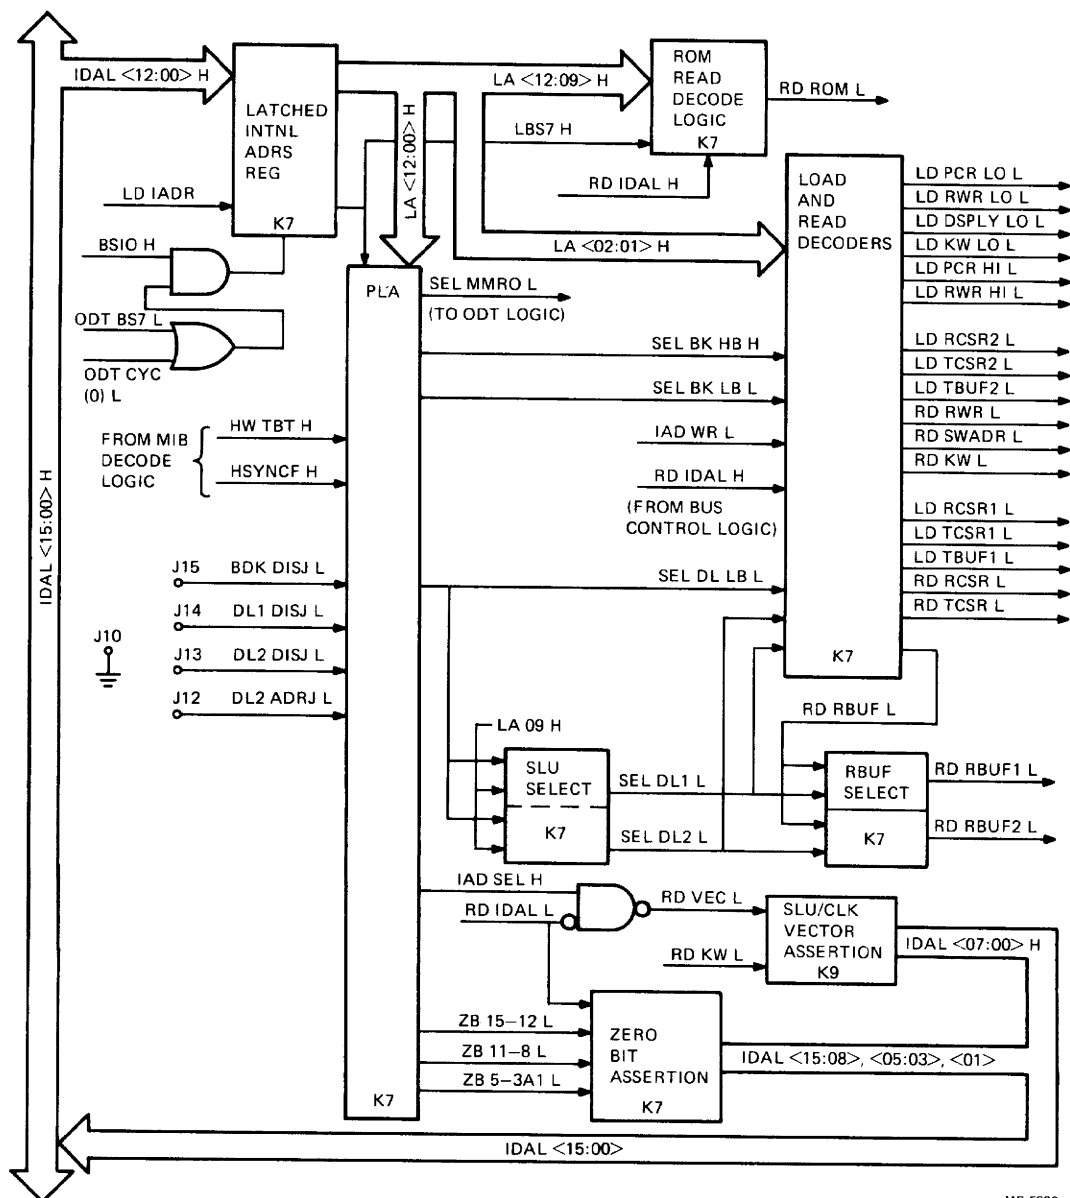 IDAL <12:00> H
LATCHED
INTNL
ADRS
REG
K7
LD IADR
BSIO H
ODT BS7 L
ODT CYC
(0) L
LA <12:09> H
LA <12:00> H
LBS7 H
RD IDAL H
ROM
READ
DECODE
LOGIC
K7
RD ROM L
LA <02:01> H
LOAD
AND
READ
DECODERS
K7
LD PCR LO L
LD RWR LO L
LD DSPLY LO L
LD KW LO L
LD PCR HI L
LD RWR HI L
LD RCSR2 L
LD TCSR2 L
LD TBUF2 L
RD RWR L
RD SWADR L
RD KW L
LD RCSR1 L
LD TCSR1 L
LD TBUF1 L
RD RCSR L
RD TCSR L
PLA
K7
SEL MMRO L
(TO ODT LOGIC)
SEL BK HB H
SEL BK LB L
IAD WR L
RD IDAL H
(FROM BUS
CONTROL LOGIC)
SEL DL LB L
FROM MIB
DECODE
LOGIC
HW TBT H
HSYNCF H
IDAL <15:00> H
J15
BDK DISJ L
J14
DL1 DISJ L
J13
DL2 DISJ L
J12
DL2 ADRJ L
J10
LA 09 H
SLU
SELECT
K7
SEL DL1 L
SEL DL2 L
RD RBUF L
RBUF
SELECT
K7
RD RBUF1 L
RD RBUF2 L
IAD SEL H
RD IDAL L
RD VEC L
RD KW L
SLU/CLK
VECTOR
ASSERTION
K9
IDAL <07:00> H
ZB 15–12 L
ZB 11–8 L
ZB 5–3A1 L
ZERO
BIT
ASSERTION
K7
IDAL <15:08>, <05:03>, <01>
IDAL <15:00>